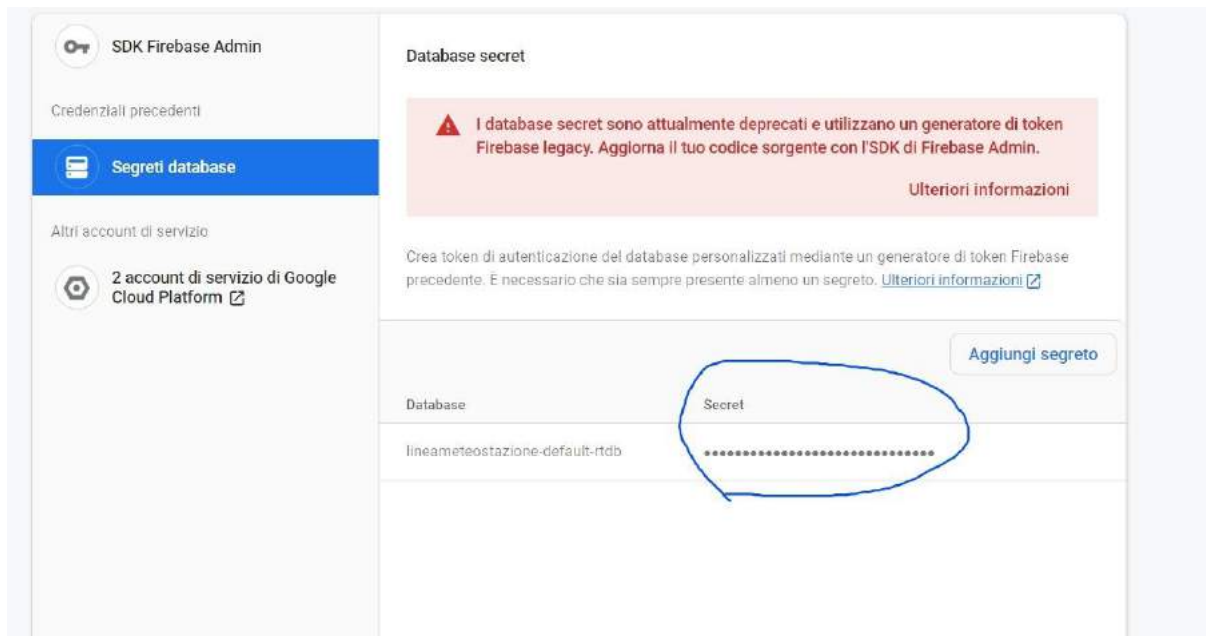 SDK Firebase Admin
Credenziali precedenti
Segreti database
Altri account di servizio
2 account di servizio di Google
Cloud Platform
Database secret
I database secret sono attualmente deprecati e utilizzano un generatore di token
Firebase legacy. Aggiorna il tuo codice sorgente con l'SDK di Firebase Admin.
Ulteriori informazioni
Crea token di autenticazione del database personalizzati mediante un generatore di token Firebase
precedente. È necessario che sia sempre presente almeno un segreto. Ulteriori informazioni
Aggiungi segreto
Database Secret
lineameteostazione-default-rtdb ••••••••••••••••••••••••••••••